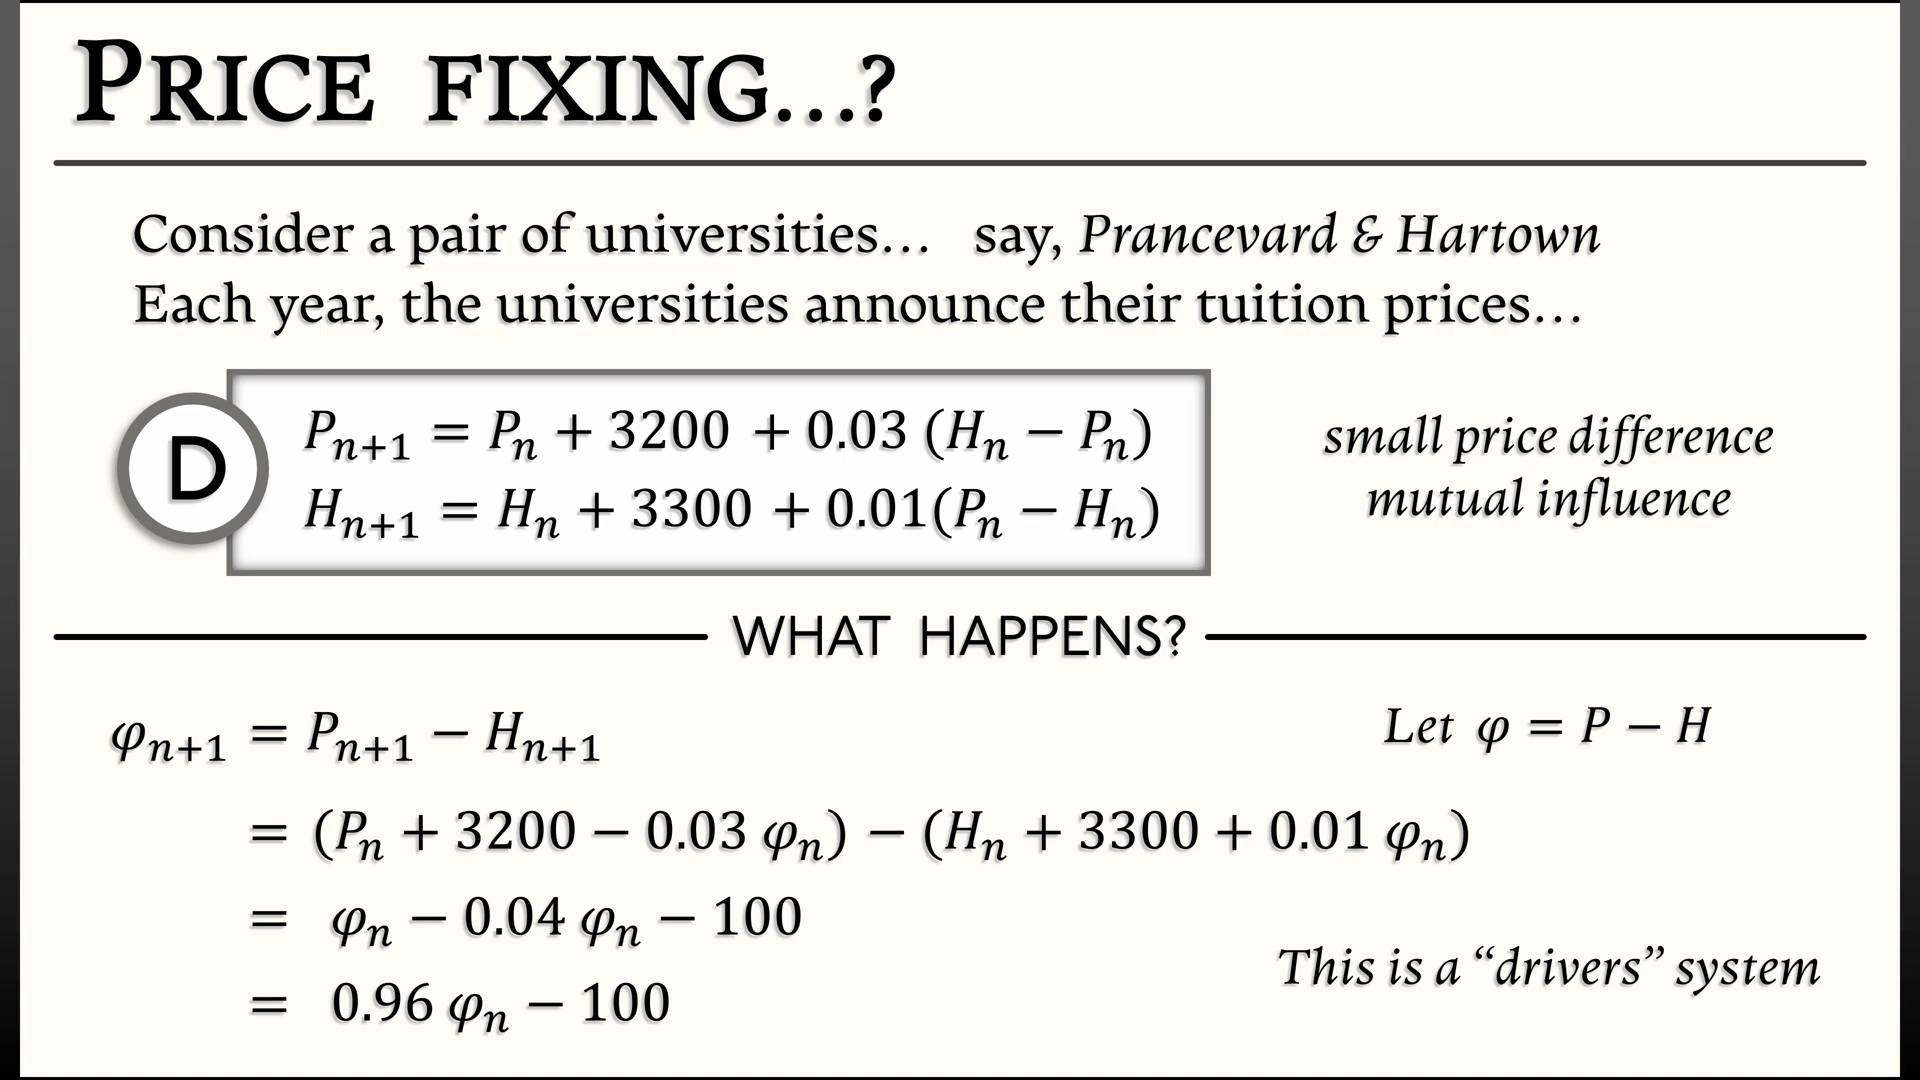 PRICE FIXING...?
Consider a pair of universities... say, Prancevard & Hartown
Each year, the universities announce their tuition prices...
D
Pₙ₊₁ = Pₙ + 3200 + 0.03 (Hₙ − Pₙ)
Hₙ₊₁ = Hₙ + 3300 + 0.01(Pₙ − Hₙ)
small price difference
mutual influence
WHAT HAPPENS?
φₙ₊₁ = Pₙ₊₁ − Hₙ₊₁
Let φ = P − H
= (Pₙ + 3200 − 0.03 φₙ) − (Hₙ + 3300 + 0.01 φₙ)
= φₙ − 0.04 φₙ − 100
This is a “drivers” system
= 0.96 φₙ − 100